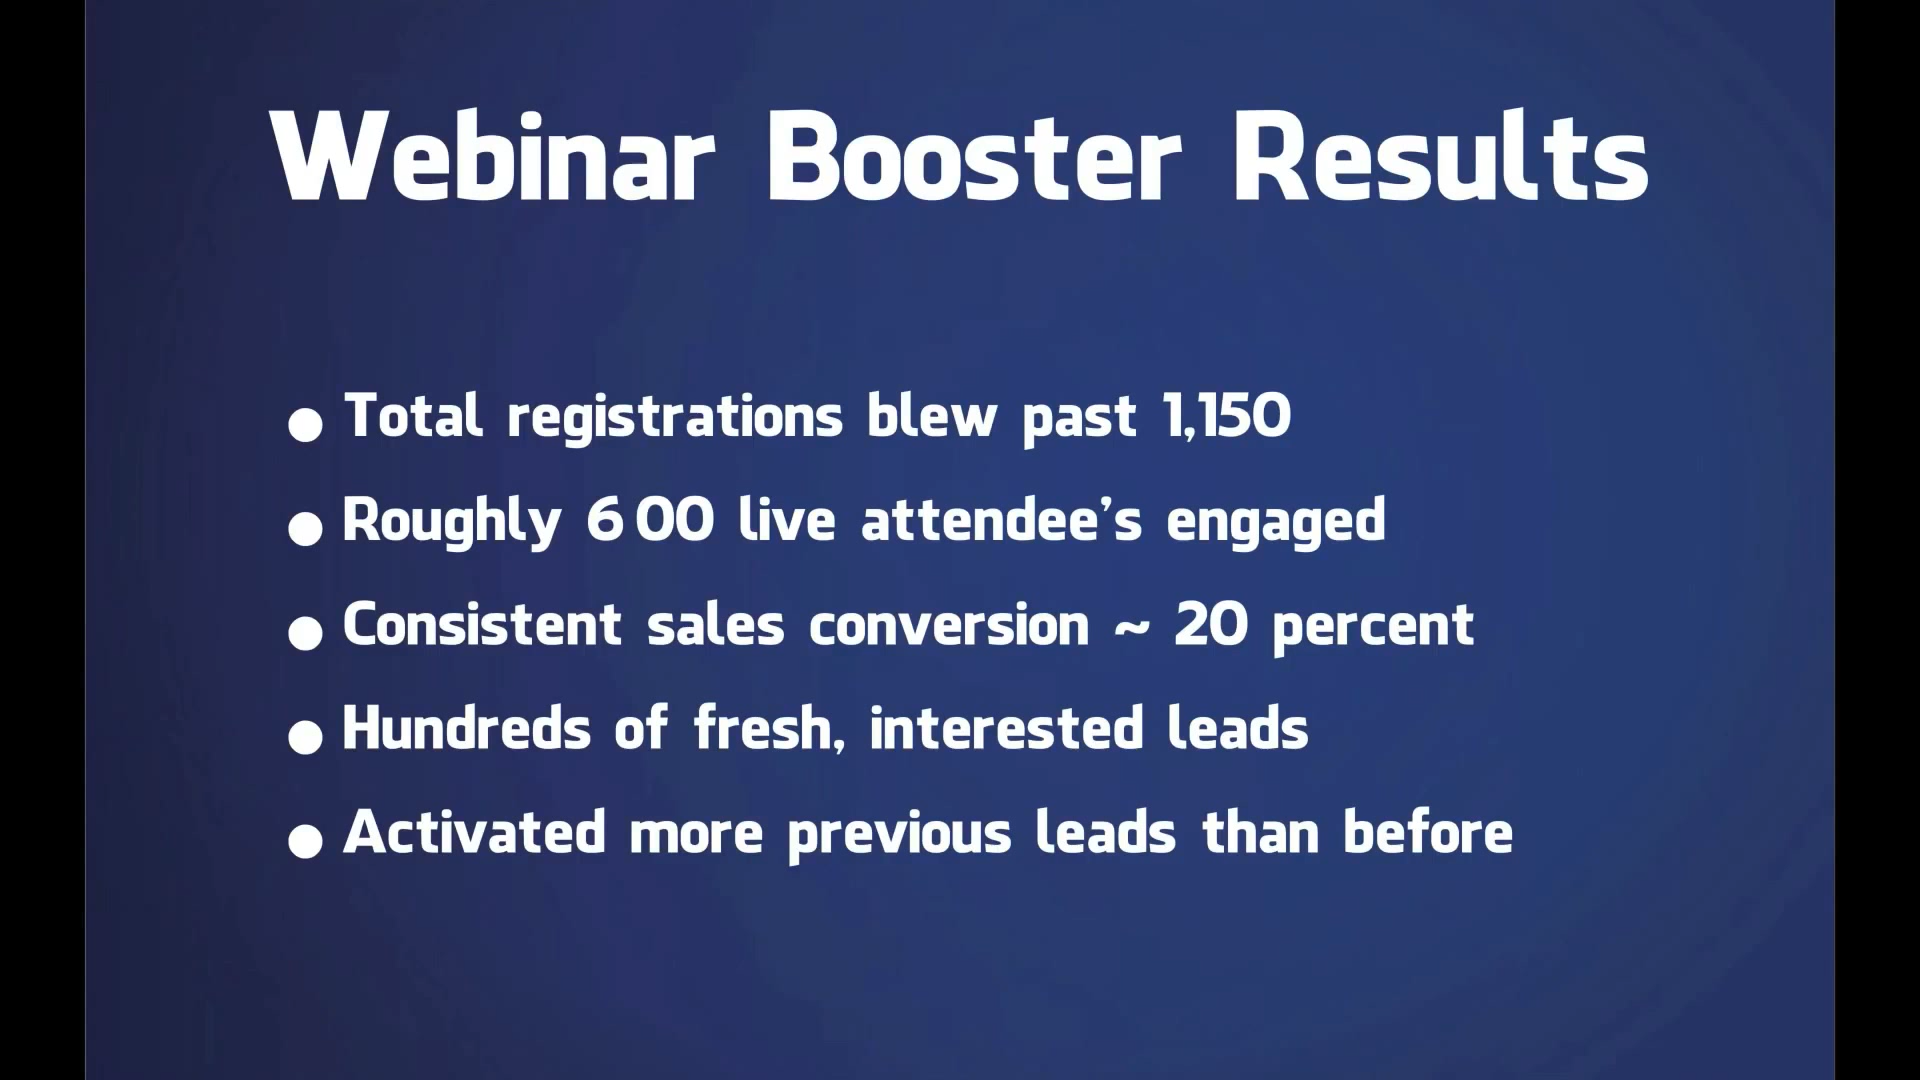 Webinar Booster Results
● Total registrations blew past 1,150
● Roughly 600 live attendee’s engaged
● Consistent sales conversion ~ 20 percent
● Hundreds of fresh, interested leads
● Activated more previous leads than before